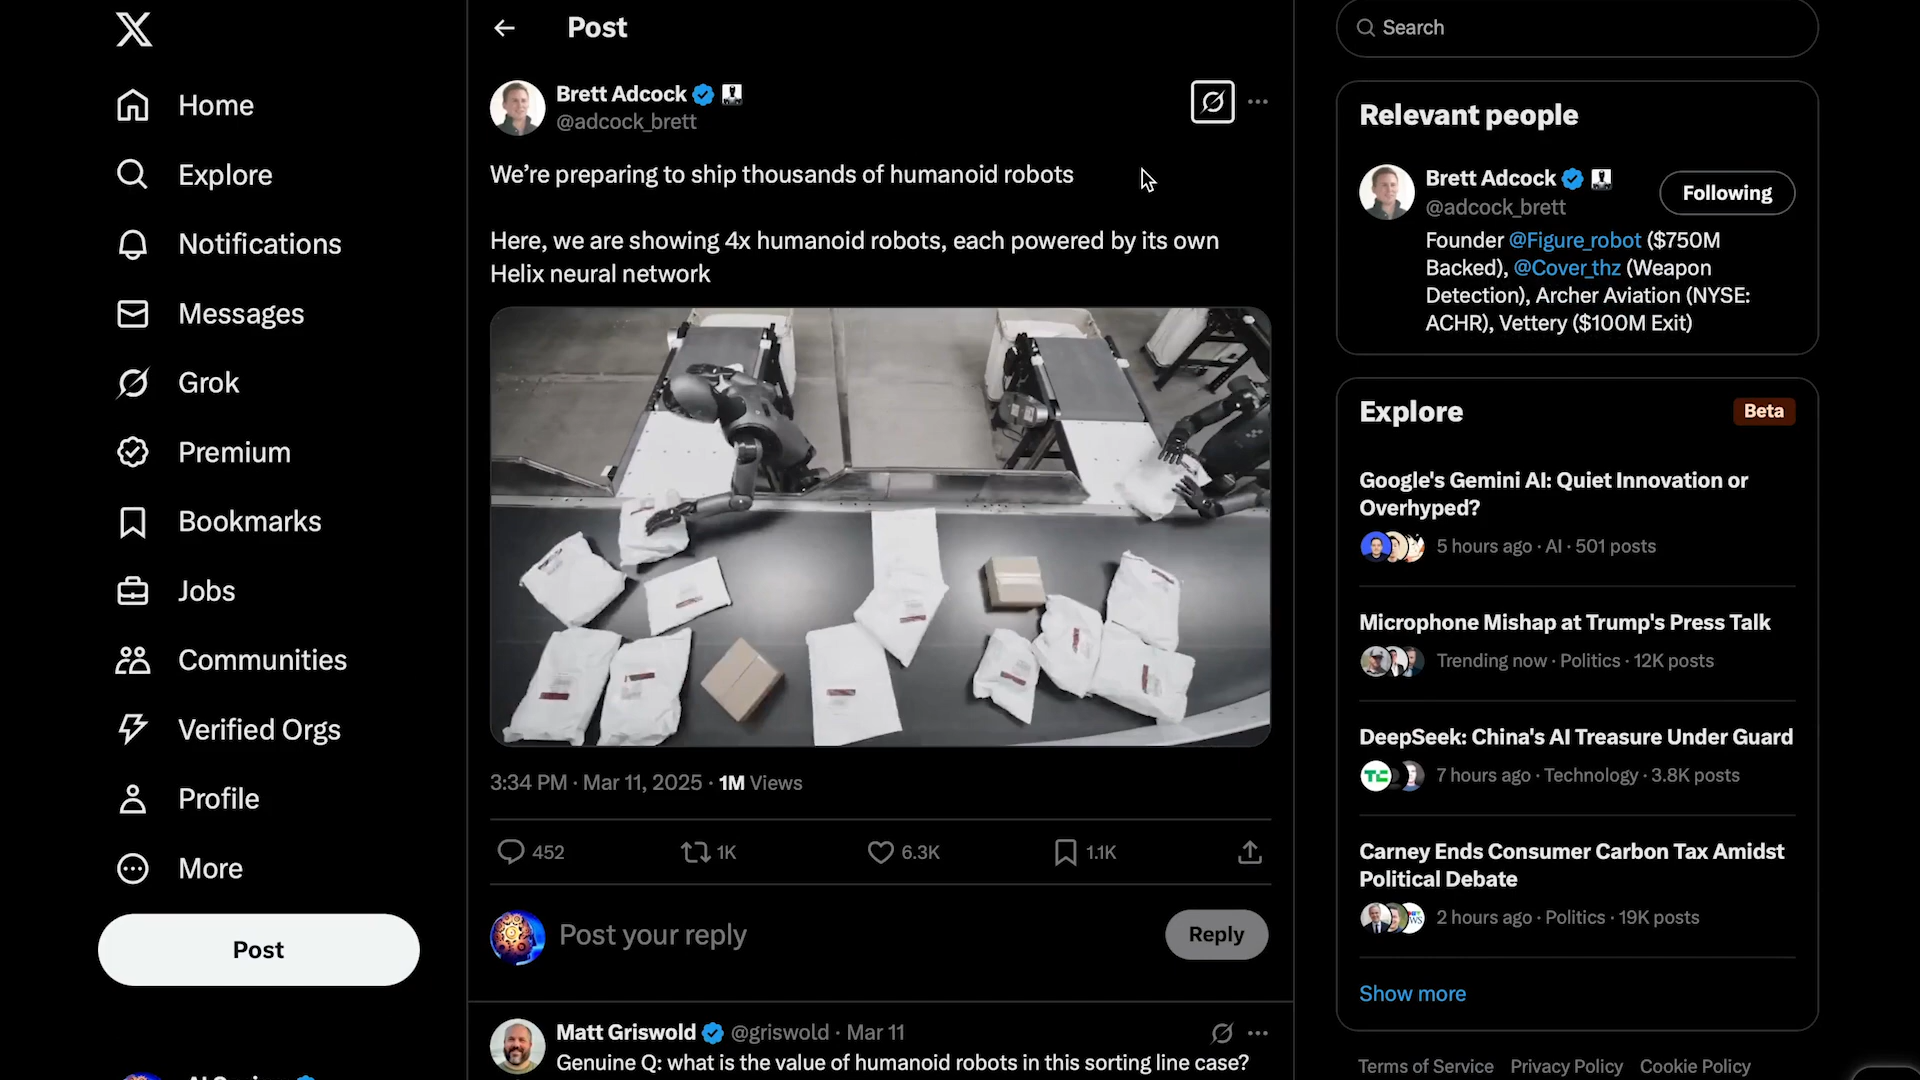 Home
Explore
Notifications
Messages
Grok
Premium
Bookmarks
Jobs
Communities
Verified Orgs
Profile
More
Post
Post
Brett Adcock
@adcock_brett
We’re preparing to ship thousands of humanoid robots
Here, we are showing 4x humanoid robots, each powered by its own
Helix neural network
3:34 PM · Mar 11, 2025 · 1M Views
452
1K
6.3K
1.1K
Post your reply
Reply
Matt Griswold @griswold · Mar 11
Genuine Q: what is the value of humanoid robots in this sorting line case?
Search
Relevant people
Brett Adcock
@adcock_brett
Following
Founder @Figure_robot ($750M
Backed), @Cover_thz (Weapon
Detection), Archer Aviation (NYSE:
ACHR), Vettery ($100M Exit)
Explore
Beta
Google's Gemini AI: Quiet Innovation or
Overhyped?
5 hours ago · AI · 501 posts
Microphone Mishap at Trump's Press Talk
Trending now · Politics · 12K posts
DeepSeek: China's AI Treasure Under Guard
7 hours ago · Technology · 3.8K posts
Carney Ends Consumer Carbon Tax Amidst
Political Debate
2 hours ago · Politics · 19K posts
Show more
Terms of Service Privacy Policy Cookie Policy